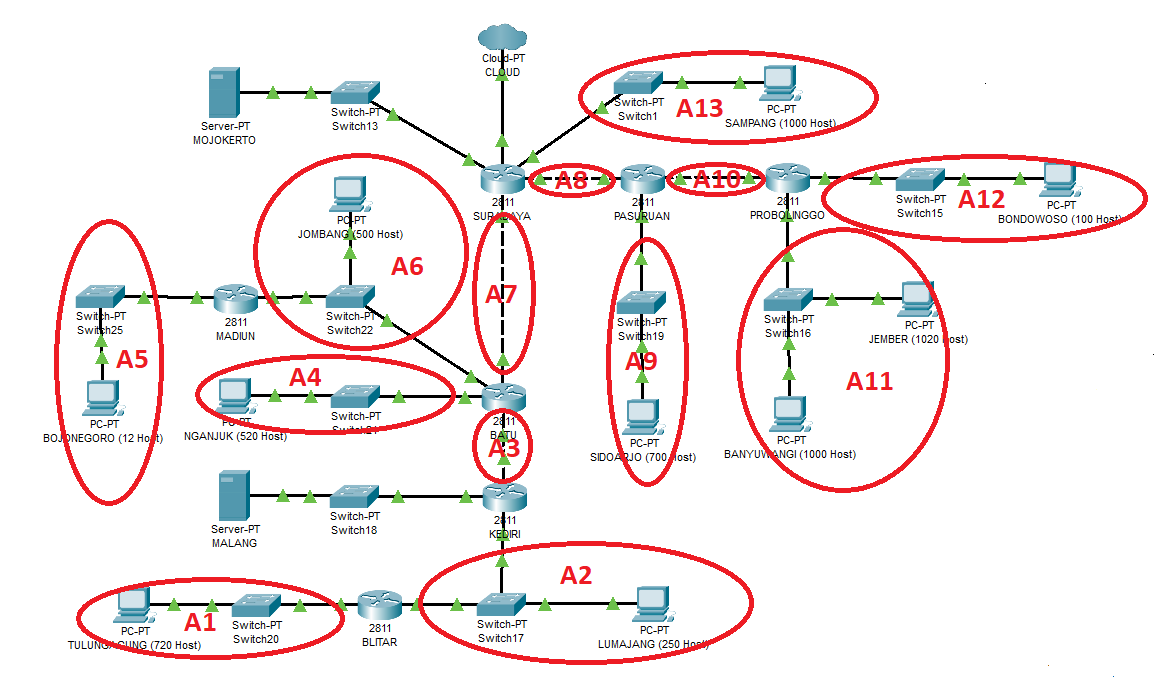 Cloud-PT
CLOUD
Server-PT
MOJOKERTO
Switch-PT
Switch13
Switch-PT
Switch1
A13
PC-PT
SAMPANG (1000 Host)
2811
SURABAYA
A8
2811
PASURUAN
A10
2811
PROBOLINGGO
Switch-PT
Switch15
A12
PC-PT
BONDOWOSO (100 Host)
PC-PT
JOMBANG (500 Host)
A6
A7
Switch-PT
Switch25
2811
MADIUN
Switch-PT
Switch22
Switch-PT
Switch19
Switch-PT
Switch16
PC-PT
JEMBER (1020 Host)
A5
A4
A9
A11
PC-PT
BOJONEGORO (12 Host)
PC-PT
NGANJUK (520 Host)
Switch-PT
Switch21
2811
BATU
A3
PC-PT
SIDOARJO (700 Host)
PC-PT
BANYUWANGI (1000 Host)
Server-PT
MALANG
Switch-PT
Switch18
2811
KEDIRI
A2
A1
PC-PT
TULUNGAGUNG (720 Host)
Switch-PT
Switch20
2811
BLITAR
Switch-PT
Switch17
PC-PT
LUMAJANG (250 Host)